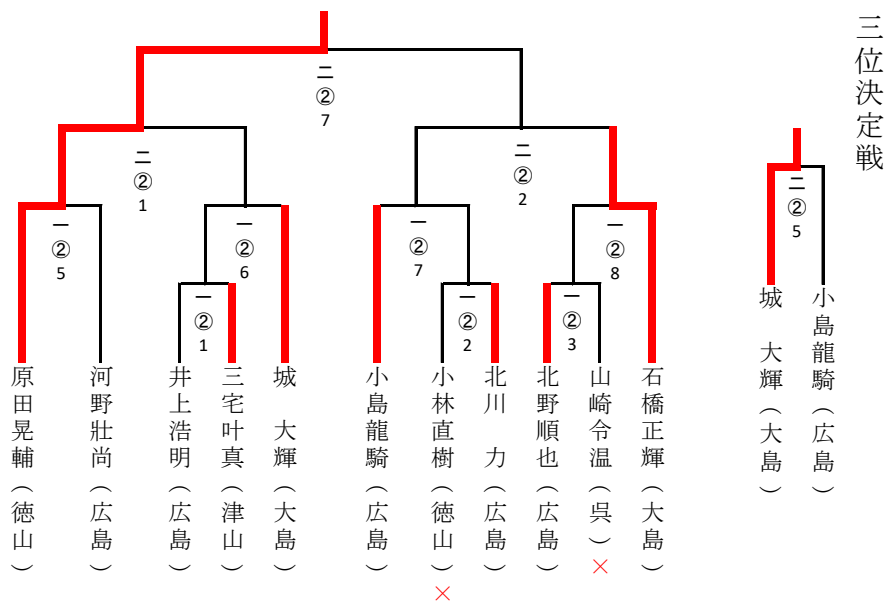 三位決定戦
二②7
二②1
二②2
一②5
一②6
一②7
一②8
一②1
一②2
一②3
二②5
原田晃輔（徳山）
河野壯尚（広島）
井上浩明（広島）
三宅叶真（津山）
城　大輝（大島）
小島龍騎（広島）
小林直樹（徳山）×
北川　力（広島）
北野順也（広島）
山崎令温（呉）×
石橋正輝（大島）
城　大輝（大島）
小島龍騎（広島）